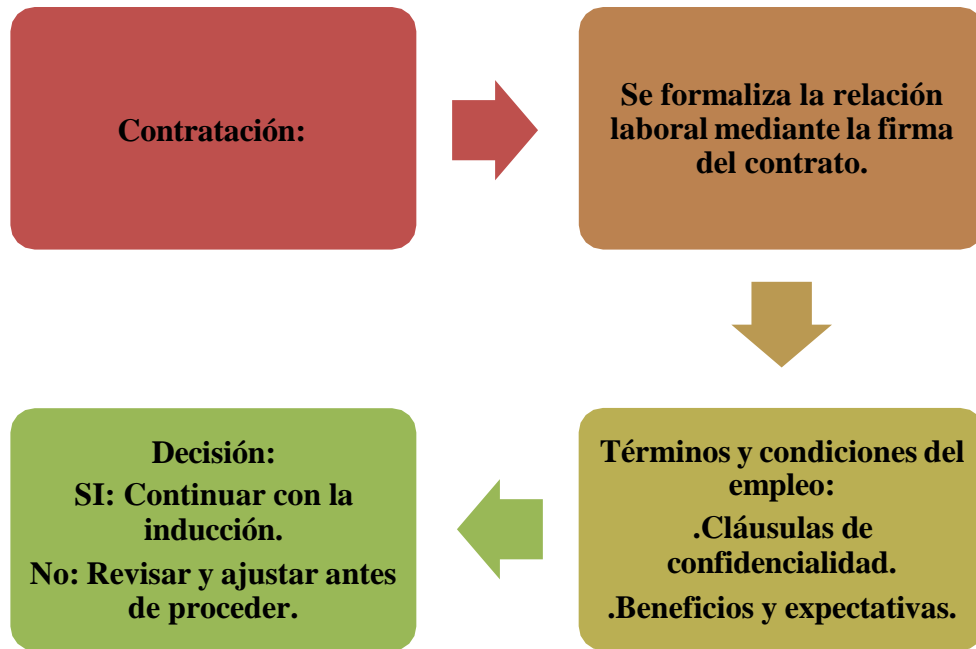 Contratación:
Se formaliza la relación
laboral mediante la firma
del contrato.
Términos y condiciones del
empleo:
.Cláusulas de
confidencialidad.
.Beneficios y expectativas.
Decisión:
SI: Continuar con la
inducción.
No: Revisar y ajustar antes
de proceder.